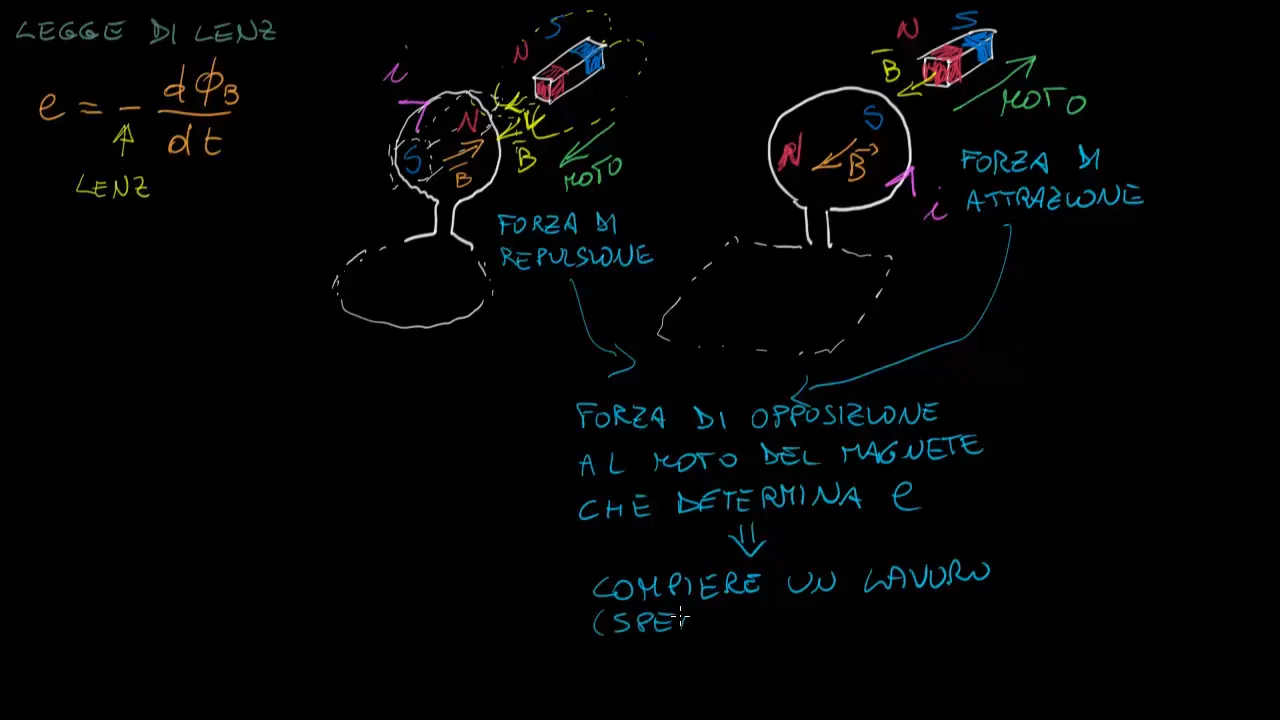 LEGGE DI LENZ
e = - dϕB/dt
LENZ
i
N S
N
S
B
B
MOTO
FORZA DI
REPULSIONE
N S
B
MOTO
S
N
B
i
FORZA DI
ATTRAZIONE
FORZA DI OPPOSIZIONE
AL MOTO DEL MAGNETE
CHE DETERMINA e
⇓
COMPIERE UN LAVORO
(SPE